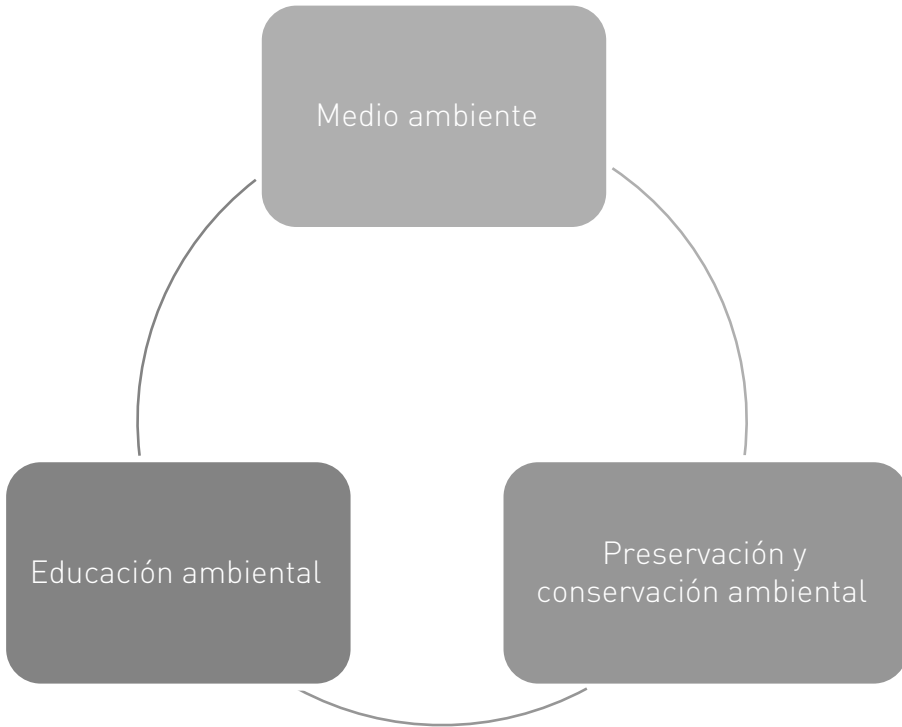 Medio ambiente
Educación ambiental
Preservación y
conservación ambiental